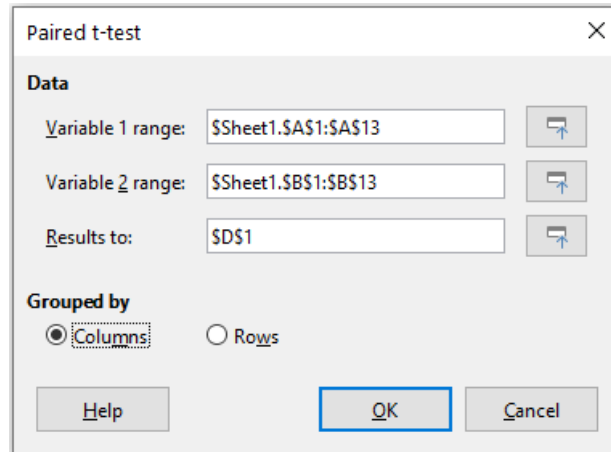 Paired t-test
Data
Variable 1 range: $Sheet1.$A$1:$A$13
Variable 2 range: $Sheet1.$B$1:$B$13
Results to: $D$1
Grouped by
Columns Rows
Help OK Cancel